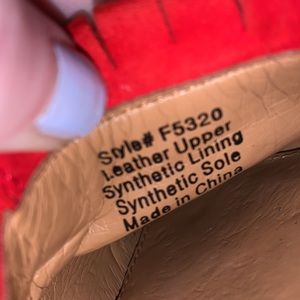 Style# F5320
Leather Upper
Synthetic Lining
Synthetic Sole
Made in China